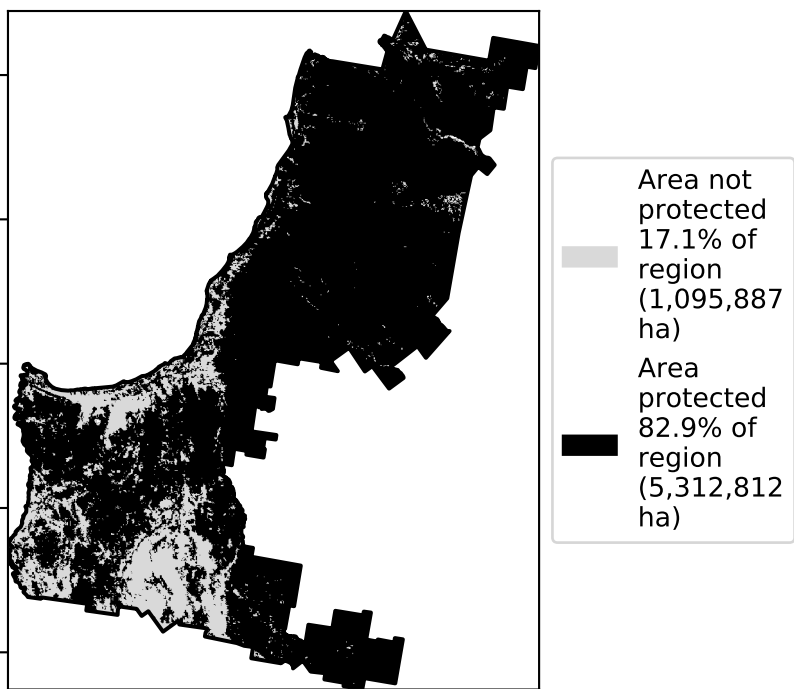 Area not
protected
17.1% of
region
(1,095,887
ha)
Area
protected
82.9% of
region
(5,312,812
ha)